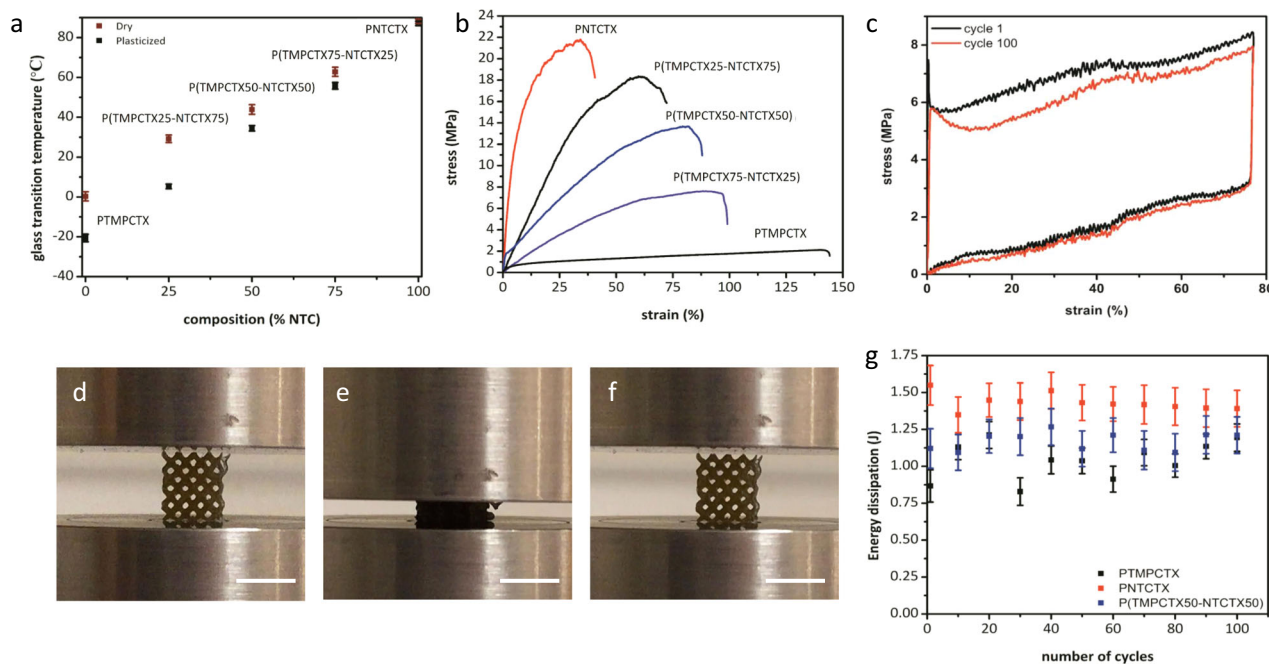 a
Dry
Plasticized
PNTCTX
P(TMPCTX75-NTCTX25)
P(TMPCTX50-NTCTX50)
P(TMPCTX25-NTCTX75)
PTMPCTX
glass transition temperature (°C)
100
80
60
40
20
0
-20
-40
0
25
50
75
100
composition (% NTC)
b
PNTCTX
P(TMPCTX25-NTCTX75)
P(TMPCTX50-NTCTX50)
P(TMPCTX75-NTCTX25)
PTMPCTX
stress (MPa)
24
22
20
18
16
14
12
10
8
6
4
2
0
0
25
50
75
100
125
150
strain (%)
c
cycle 1
cycle 100
stress (MPa)
8
6
4
2
0
0
20
40
60
80
strain (%)
d
e
f
g
Energy dissipation (J)
1.75
1.50
1.25
1.00
0.75
0.50
0.25
0.00
PTMPCTX
PNTCTX
P(TMPCTX50-NTCTX50)
0
20
40
60
80
100
number of cycles